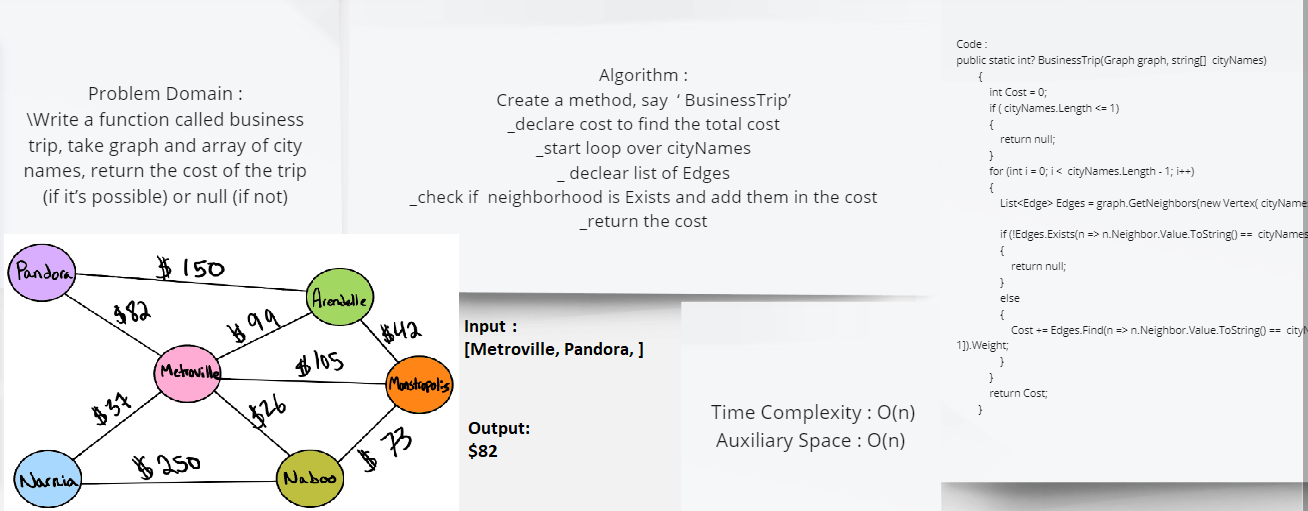 Problem Domain :
\Write a function called business
trip, take graph and array of city
names, return the cost of the trip
(if it's possible) or null (if not)
Algorithm :
Create a method, say ‘ BusinessTrip’
_declare cost to find the total cost
_start loop over cityNames
_ declear list of Edges
_check if neighborhood is Exists and add them in the cost
_return the cost
Code :
public static int? BusinessTrip(Graph graph, string[] cityNames)
{
int Cost = 0;
if ( cityNames.Length <= 1)
{
return null;
}
for (int i = 0; i < cityNames.Length - 1; i++)
{
List<Edge> Edges = graph.GetNeighbors(new Vertex( cityName
if (!Edges.Exists(n => n.Neighbor.Value.ToString() == cityNames
{
return null;
}
else
{
Cost += Edges.Find(n => n.Neighbor.Value.ToString() == city
1]).Weight;
}
}
return Cost;
}
Pandora
$ 150
Arendelle
$82
$99
$42
Metroville
$105
Monstropolis
$37
$26
$ 73
Narnia
$ 250
Naboo
Input :
[Metroville, Pandora, ]
Output:
$82
Time Complexity : O(n)
Auxiliary Space : O(n)